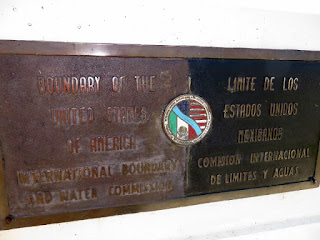 BOUNDARY OF THE
UNITED STATES
OF AMERICA
INTERNATIONAL BOUNDARY
AND WATER COMMISSION
LIMITE DE LOS
ESTADOS UNIDOS
MEXICANOS
COMISION INTERNACIONAL
DE LIMITES Y AGUAS